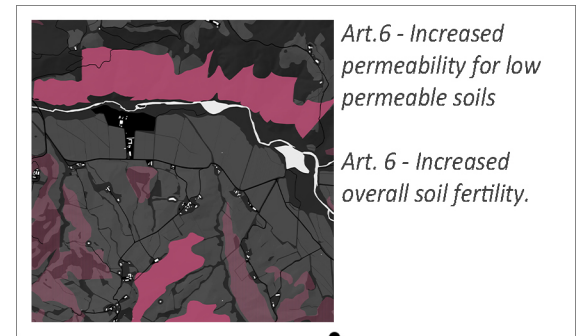 Art.6 - Increased
permeability for low
permeable soils
Art. 6 - Increased
overall soil fertility.